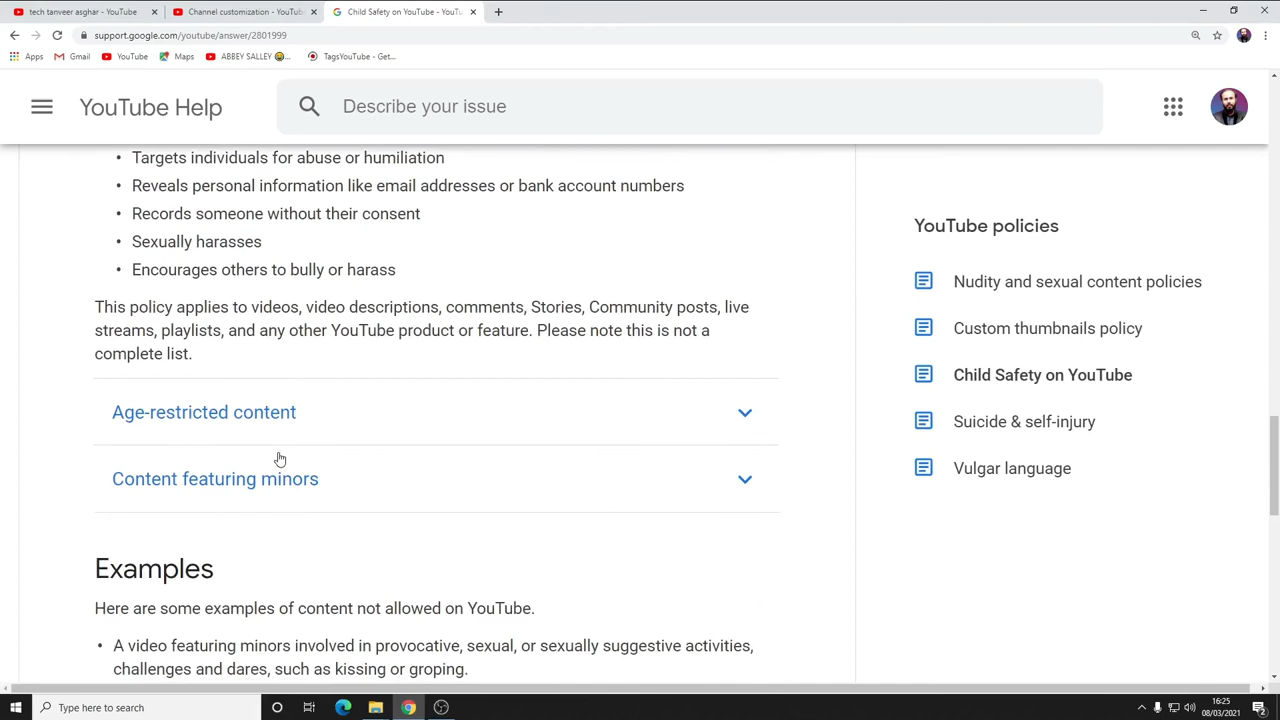 tech tanveer asghar - YouTube
Channel customization - YouTub
Child Safety on YouTube - YouTu
support.google.com/youtube/answer/2801999
Apps
Gmail
YouTube
Maps
ABBEY SALLEY 😂...
TagsYouTube - Get...
YouTube Help
Describe your issue
• Targets individuals for abuse or humiliation
• Reveals personal information like email addresses or bank account numbers
• Records someone without their consent
• Sexually harasses
• Encourages others to bully or harass
This policy applies to videos, video descriptions, comments, Stories, Community posts, live
streams, playlists, and any other YouTube product or feature. Please note this is not a
complete list.
Age-restricted content
Content featuring minors
Examples
Here are some examples of content not allowed on YouTube.
• A video featuring minors involved in provocative, sexual, or sexually suggestive activities,
challenges and dares, such as kissing or groping.
YouTube policies
Nudity and sexual content policies
Custom thumbnails policy
Child Safety on YouTube
Suicide & self-injury
Vulgar language
Type here to search
16:25
08/03/2021
2